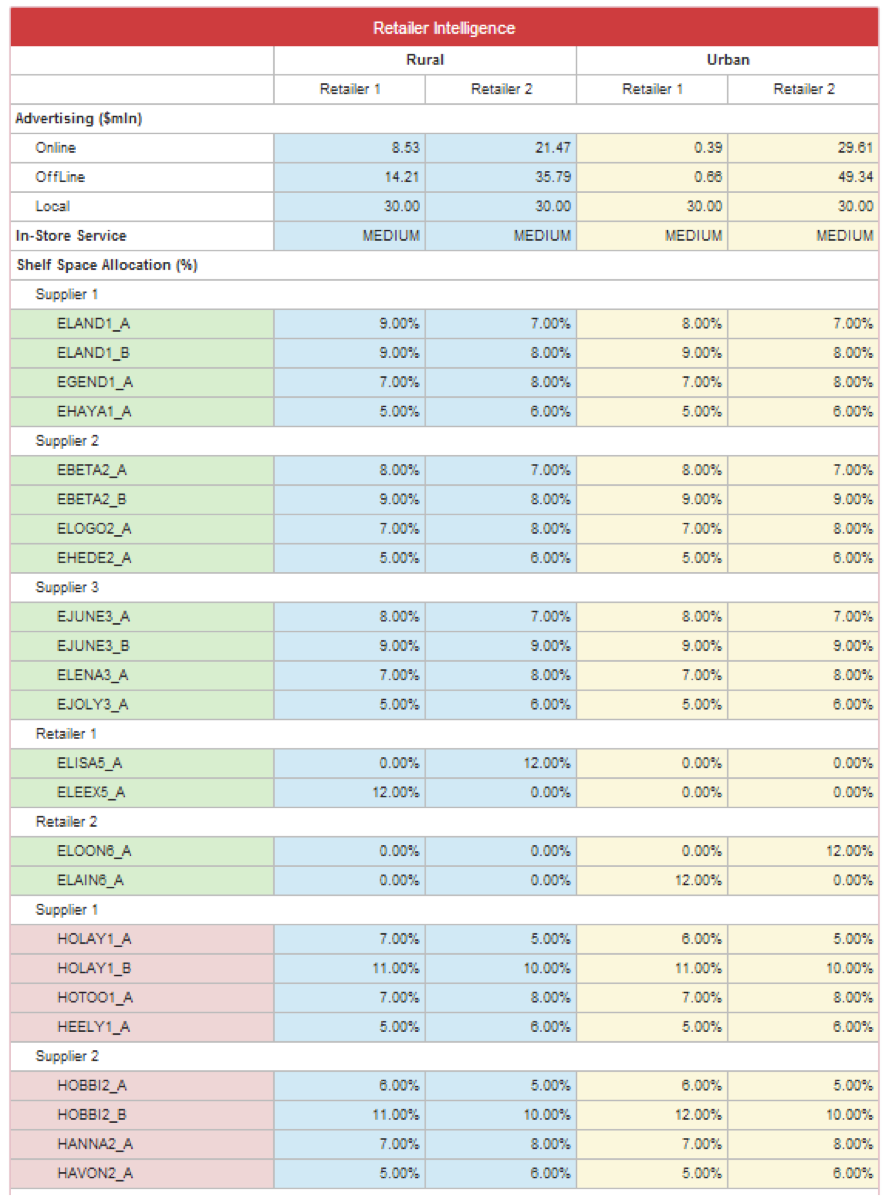 Retailer Intelligence
Rural Urban
Retailer 1 Retailer 2 Retailer 1 Retailer 2
Advertising ($mln)
Online 8.53 21.47 0.39 29.61
OffLine 14.21 35.79 0.66 49.34
Local 30.00 30.00 30.00 30.00
In-Store Service MEDIUM MEDIUM MEDIUM MEDIUM
Shelf Space Allocation (%)
Supplier 1
ELAND1_A 9.00% 7.00% 8.00% 7.00%
ELAND1_B 9.00% 8.00% 9.00% 8.00%
EGEND1_A 7.00% 8.00% 7.00% 8.00%
EHAYA1_A 5.00% 6.00% 5.00% 6.00%
Supplier 2
EBETA2_A 8.00% 7.00% 8.00% 7.00%
EBETA2_B 9.00% 8.00% 9.00% 9.00%
ELOGO2_A 7.00% 8.00% 7.00% 8.00%
EHEDE2_A 5.00% 6.00% 5.00% 6.00%
Supplier 3
EJUNE3_A 8.00% 7.00% 8.00% 7.00%
EJUNE3_B 9.00% 9.00% 9.00% 9.00%
ELENA3_A 7.00% 8.00% 7.00% 8.00%
EJOLY3_A 5.00% 6.00% 5.00% 6.00%
Retailer 1
ELISA5_A 0.00% 12.00% 0.00% 0.00%
ELEEX5_A 12.00% 0.00% 0.00% 0.00%
Retailer 2
ELOON6_A 0.00% 0.00% 0.00% 12.00%
ELAIN6_A 0.00% 0.00% 12.00% 0.00%
Supplier 1
HOLAY1_A 7.00% 5.00% 6.00% 5.00%
HOLAY1_B 11.00% 10.00% 11.00% 10.00%
HOTOO1_A 7.00% 8.00% 7.00% 8.00%
HEELY1_A 5.00% 6.00% 5.00% 6.00%
Supplier 2
HOBBI2_A 6.00% 5.00% 6.00% 5.00%
HOBBI2_B 11.00% 10.00% 12.00% 10.00%
HANNA2_A 7.00% 8.00% 7.00% 8.00%
HAVON2_A 5.00% 6.00% 5.00% 6.00%